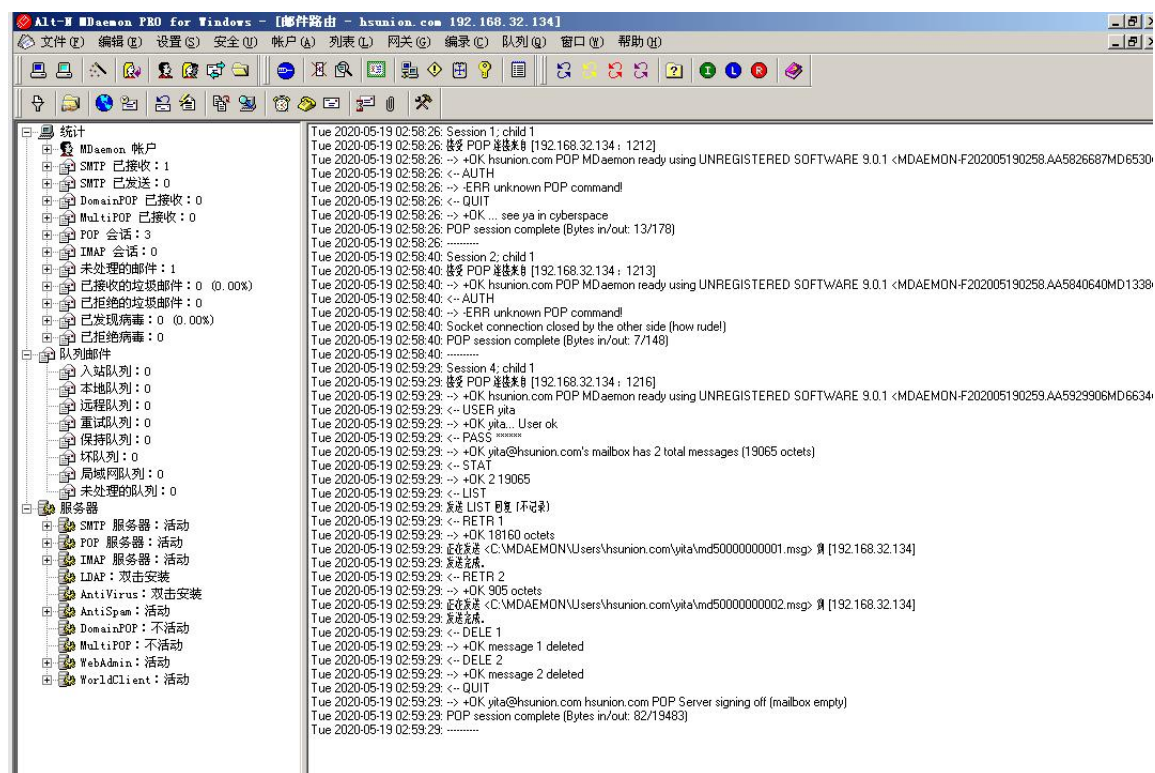 Alt-N MDaemon PRO for Windows - [邮件路由 - hsunion.com 192.168.32.134]
文件(F) 编辑(E) 设置(S) 安全(U) 帐户(A) 列表(L) 网关(G) 编录(C) 队列(Q) 窗口(W) 帮助(H)
统计
MDaemon 帐户
SMTP 已接收：1
SMTP 已发送：0
DomainPOP 已接收：0
MultiPOP 已接收：0
POP 会话：3
IMAP 会话：0
未处理的邮件：1
已接收的垃圾邮件：0 (0.00%)
已拒绝的垃圾邮件：0
已发现病毒：0 (0.00%)
已拒绝病毒：0
队列邮件
入站队列：0
本地队列：0
远程队列：0
重试队列：0
保持队列：0
坏队列：0
局域网队列：0
未处理的队列：0
服务器
SMTP 服务器：活动
POP 服务器：活动
IMAP 服务器：活动
LDAP：双击安装
AntiVirus：双击安装
AntiSpam：活动
DomainPOP：不活动
MultiPOP：不活动
WebAdmin：活动
WorldClient：活动
Tue 2020-05-19 02:58:26: Session 1; child 1
Tue 2020-05-19 02:58:26: 接受 POP 连接来自 [192.168.32.134 : 1212]
Tue 2020-05-19 02:58:26: --> +OK hsunion.com POP MDaemon ready using UNREGISTERED SOFTWARE 9.0.1 <MDAEMON-F202005190258.AA5826687MD6530
Tue 2020-05-19 02:58:26: <-- AUTH
Tue 2020-05-19 02:58:26: --> -ERR unknown POP command!
Tue 2020-05-19 02:58:26: <-- QUIT
Tue 2020-05-19 02:58:26: --> +OK ... see ya in cyberspace
Tue 2020-05-19 02:58:26: POP session complete (Bytes in/out: 13/178)
Tue 2020-05-19 02:58:26: ----------
Tue 2020-05-19 02:58:40: Session 2; child 1
Tue 2020-05-19 02:58:40: 接受 POP 连接来自 [192.168.32.134 : 1213]
Tue 2020-05-19 02:58:40: --> +OK hsunion.com POP MDaemon ready using UNREGISTERED SOFTWARE 9.0.1 <MDAEMON-F202005190258.AA5840640MD1338
Tue 2020-05-19 02:58:40: <-- AUTH
Tue 2020-05-19 02:58:40: --> -ERR unknown POP command!
Tue 2020-05-19 02:58:40: Socket connection closed by the other side (how rude!)
Tue 2020-05-19 02:58:40: POP session complete (Bytes in/out: 7/148)
Tue 2020-05-19 02:58:40: ----------
Tue 2020-05-19 02:59:29: Session 4; child 1
Tue 2020-05-19 02:59:29: 接受 POP 连接来自 [192.168.32.134 : 1216]
Tue 2020-05-19 02:59:29: --> +OK hsunion.com POP MDaemon ready using UNREGISTERED SOFTWARE 9.0.1 <MDAEMON-F202005190259.AA5929906MD6634
Tue 2020-05-19 02:59:29: <-- USER yita
Tue 2020-05-19 02:59:29: --> +OK yita... User ok
Tue 2020-05-19 02:59:29: <-- PASS ******
Tue 2020-05-19 02:59:29: --> +OK yita@hsunion.com's mailbox has 2 total messages (19065 octets)
Tue 2020-05-19 02:59:29: <-- STAT
Tue 2020-05-19 02:59:29: --> +OK 2 19065
Tue 2020-05-19 02:59:29: <-- LIST
Tue 2020-05-19 02:59:29: 发送 LIST 回复 (不记录)
Tue 2020-05-19 02:59:29: <-- RETR 1
Tue 2020-05-19 02:59:29: --> +OK 18160 octets
Tue 2020-05-19 02:59:29: 正在发送 <C:\MDAEMON\Users\hsunion.com\yita\md50000000001.msg> 到 [192.168.32.134]
Tue 2020-05-19 02:59:29: 发送完成。
Tue 2020-05-19 02:59:29: <-- RETR 2
Tue 2020-05-19 02:59:29: --> +OK 905 octets
Tue 2020-05-19 02:59:29: 正在发送 <C:\MDAEMON\Users\hsunion.com\yita\md50000000002.msg> 到 [192.168.32.134]
Tue 2020-05-19 02:59:29: 发送完成。
Tue 2020-05-19 02:59:29: <-- DELE 1
Tue 2020-05-19 02:59:29: --> +OK message 1 deleted
Tue 2020-05-19 02:59:29: <-- DELE 2
Tue 2020-05-19 02:59:29: --> +OK message 2 deleted
Tue 2020-05-19 02:59:29: <-- QUIT
Tue 2020-05-19 02:59:29: --> +OK yita@hsunion.com hsunion.com POP Server signing off (mailbox empty)
Tue 2020-05-19 02:59:29: POP session complete (Bytes in/out: 82/19483)
Tue 2020-05-19 02:59:29: ----------